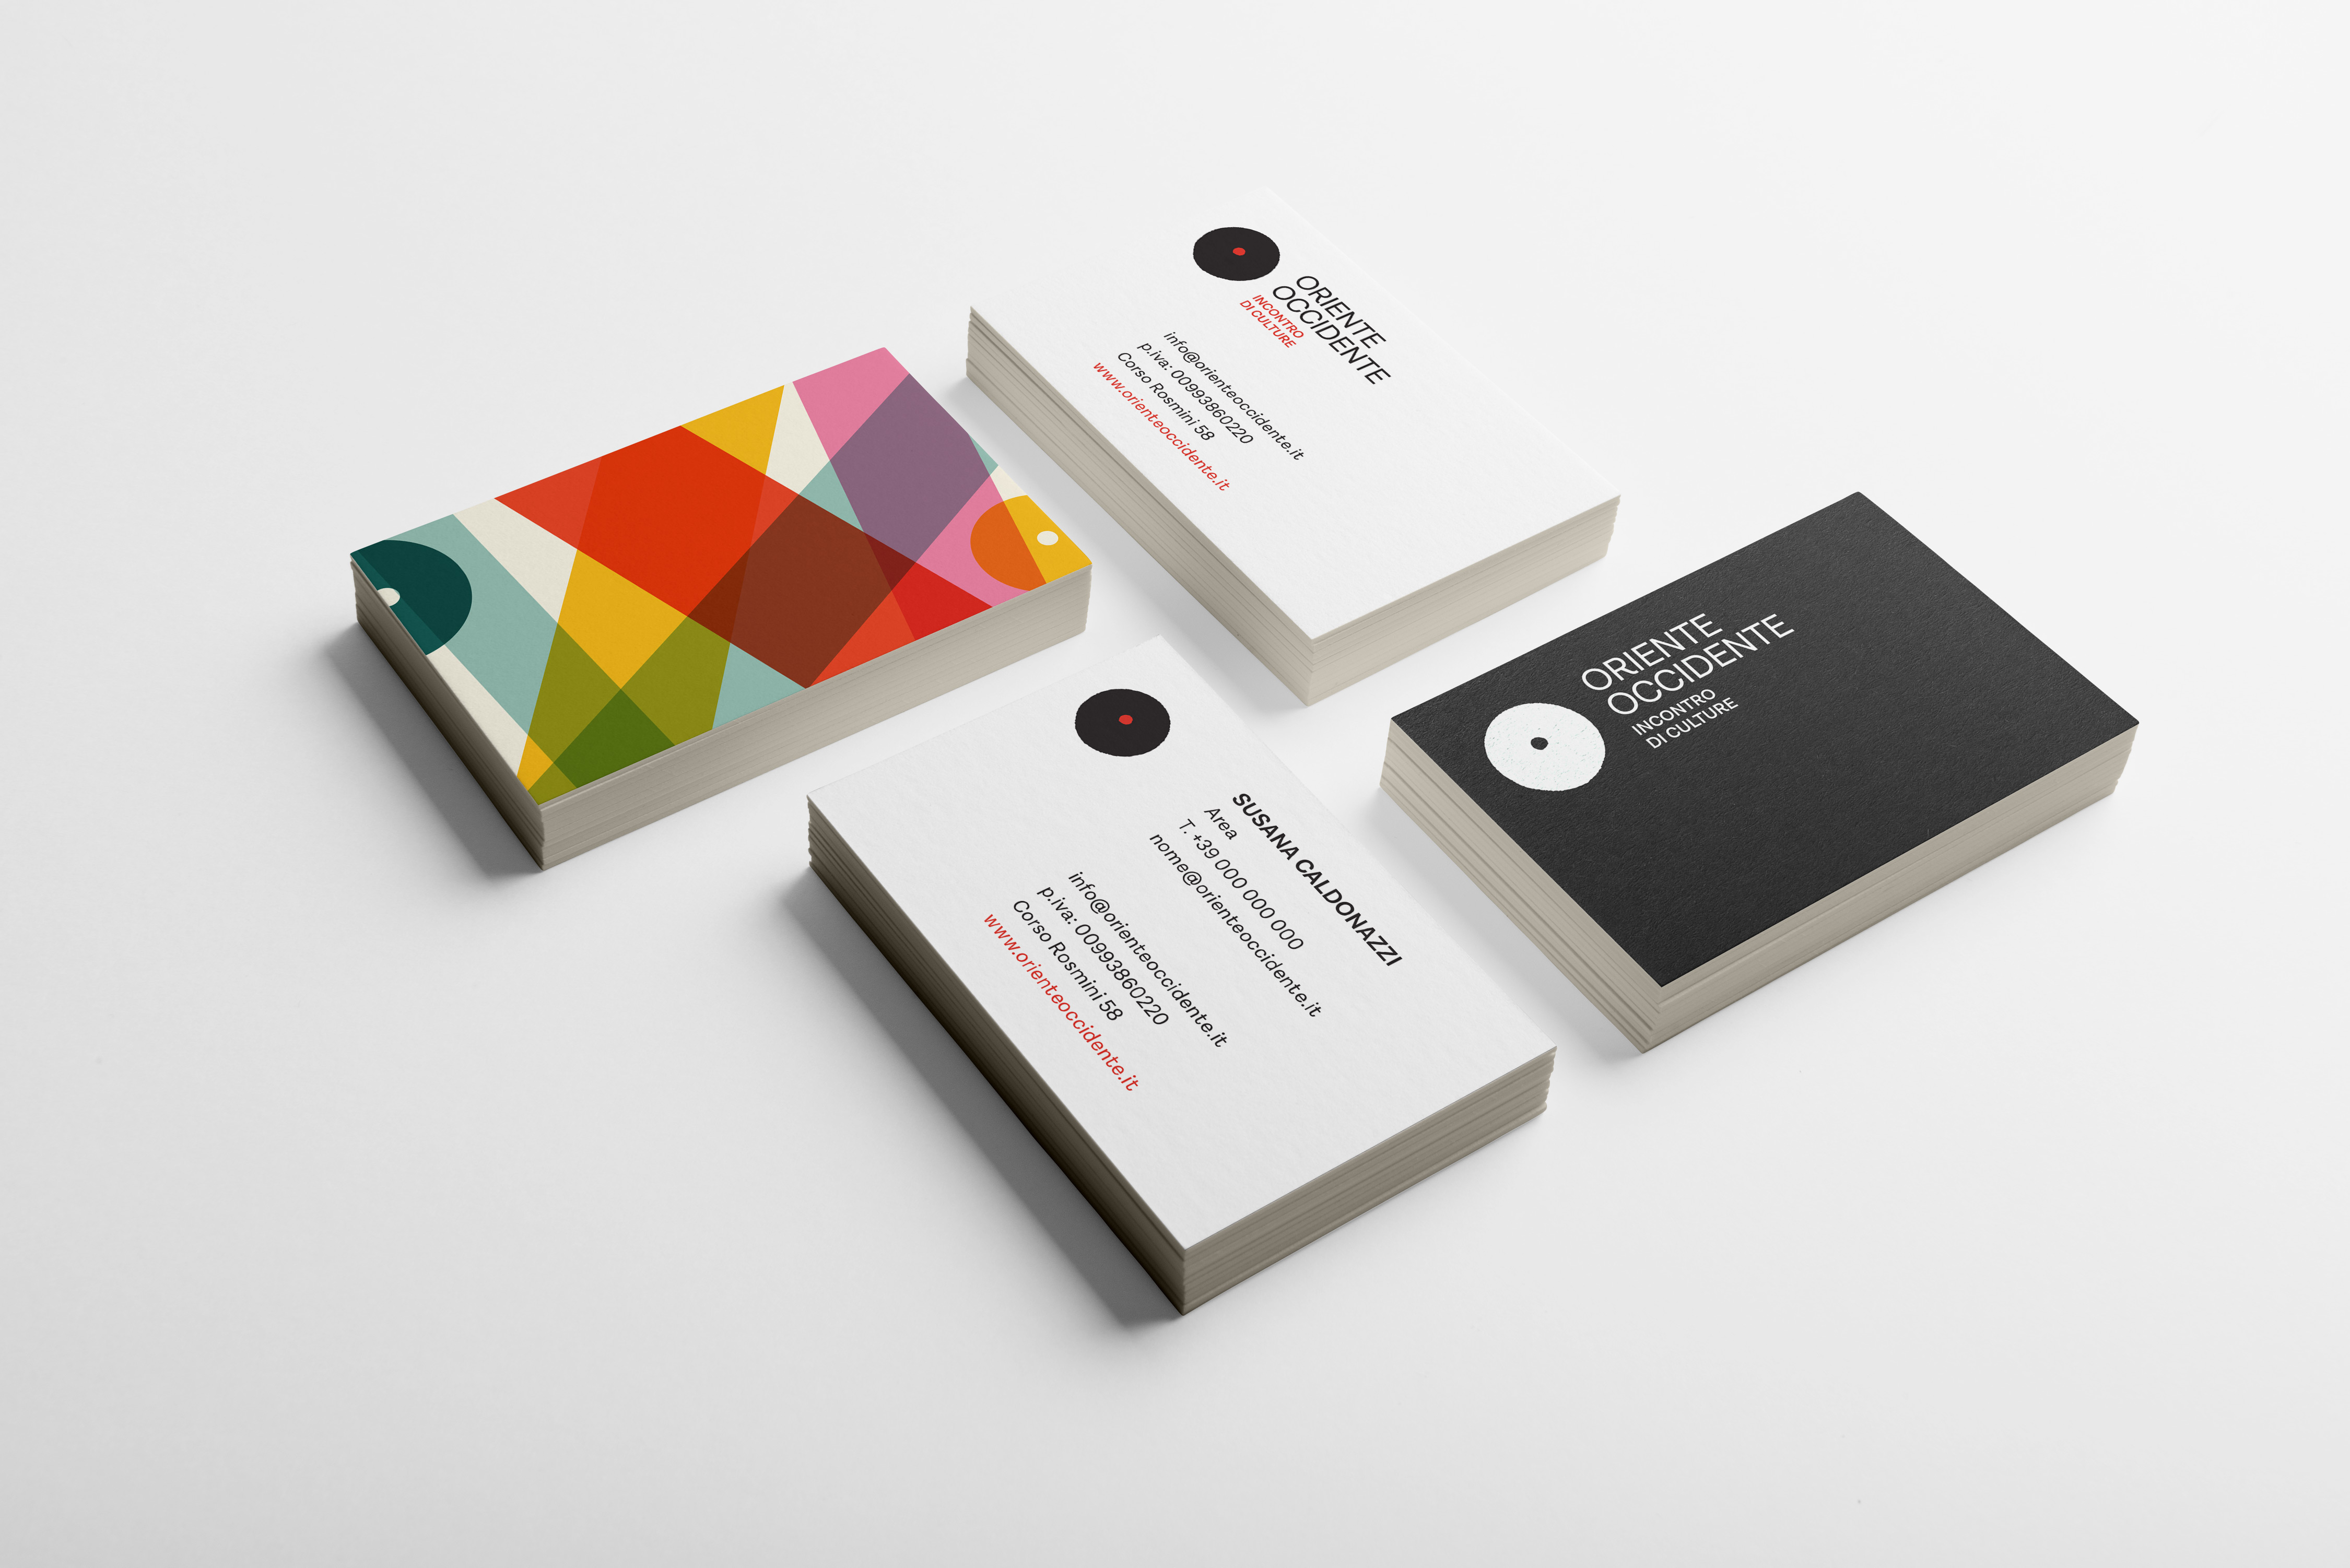 ORIENTE
OCCIDENTE
INCONTRO
DI CULTURE
info@orienteoccidente.it
p.iva: 00993860220
Corso Rosmini 58
www.orienteoccidente.it
ORIENTE
OCCIDENTE
INCONTRO
DI CULTURE
SUSANA CALDONAZZI
Area
T. +39 000 000 000
nome@orienteoccidente.it
info@orienteoccidente.it
p.iva: 00993860220
Corso Rosmini 58
www.orienteoccidente.it